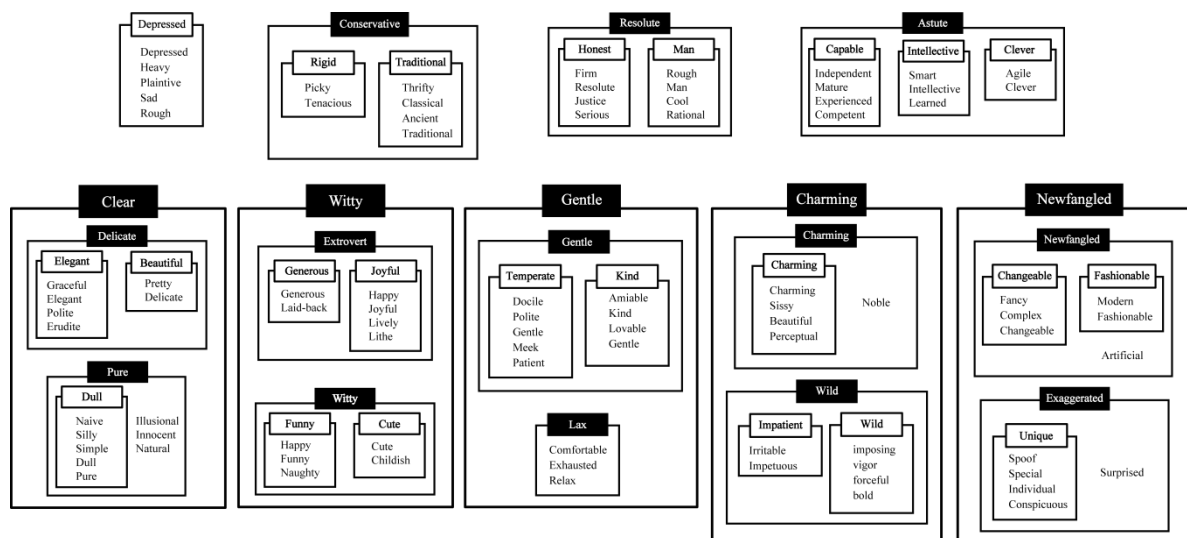 Depressed
Depressed
Heavy
Plaintive
Sad
Rough
Conservative
Rigid
Picky
Tenacious
Traditional
Thrifty
Classical
Ancient
Traditional
Resolute
Honest
Firm
Resolute
Justice
Serious
Man
Rough
Man
Cool
Rational
Astute
Capable
Independent
Mature
Experienced
Competent
Intellective
Smart
Intellective
Learned
Clever
Agile
Clever
Clear
Delicate
Elegant
Graceful
Elegant
Polite
Erudite
Beautiful
Pretty
Delicate
Pure
Dull
Naive
Silly
Simple
Dull
Pure
Illusional
Innocent
Natural
Witty
Extrovert
Generous
Generous
Laid-back
Joyful
Happy
Joyful
Lively
Lithe
Witty
Funny
Happy
Funny
Naughty
Cute
Cute
Childish
Gentle
Gentle
Temperate
Docile
Polite
Gentle
Meek
Patient
Kind
Amiable
Kind
Lovable
Gentle
Lax
Comfortable
Exhausted
Relax
Charming
Charming
Charming
Charming
Sissy
Beautiful
Perceptual
Noble
Wild
Impatient
Irritable
Impetuous
Wild
imposing
vigor
forceful
bold
Newfangled
Newfangled
Changeable
Fancy
Complex
Changeable
Fashionable
Modern
Fashionable
Artificial
Exaggerated
Unique
Spoof
Special
Individual
Conspicuous
Surprised